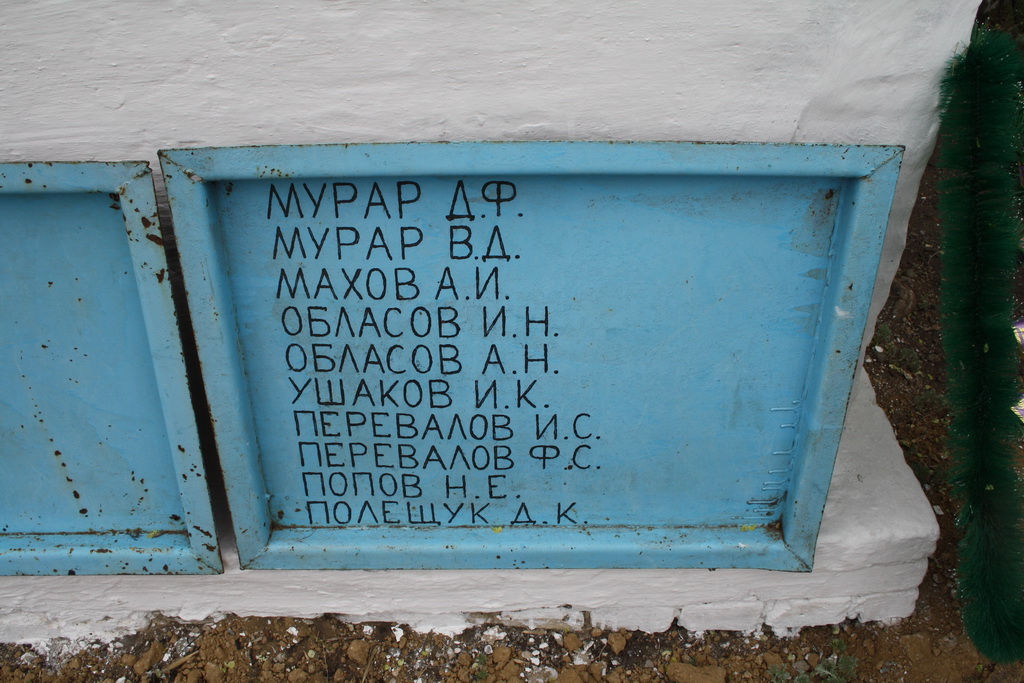 МУРАР Д.Ф.
МУРАР В.Д.
МАХОВ А.И.
ОБЛАСОВ И.Н.
ОБЛАСОВ А.Н.
УШАКОВ И.К.
ПЕРЕВАЛОВ И.С.
ПЕРЕВАЛОВ Ф.С.
ПОПОВ Н.Е.
ПОЛЕЩУК Д.К.